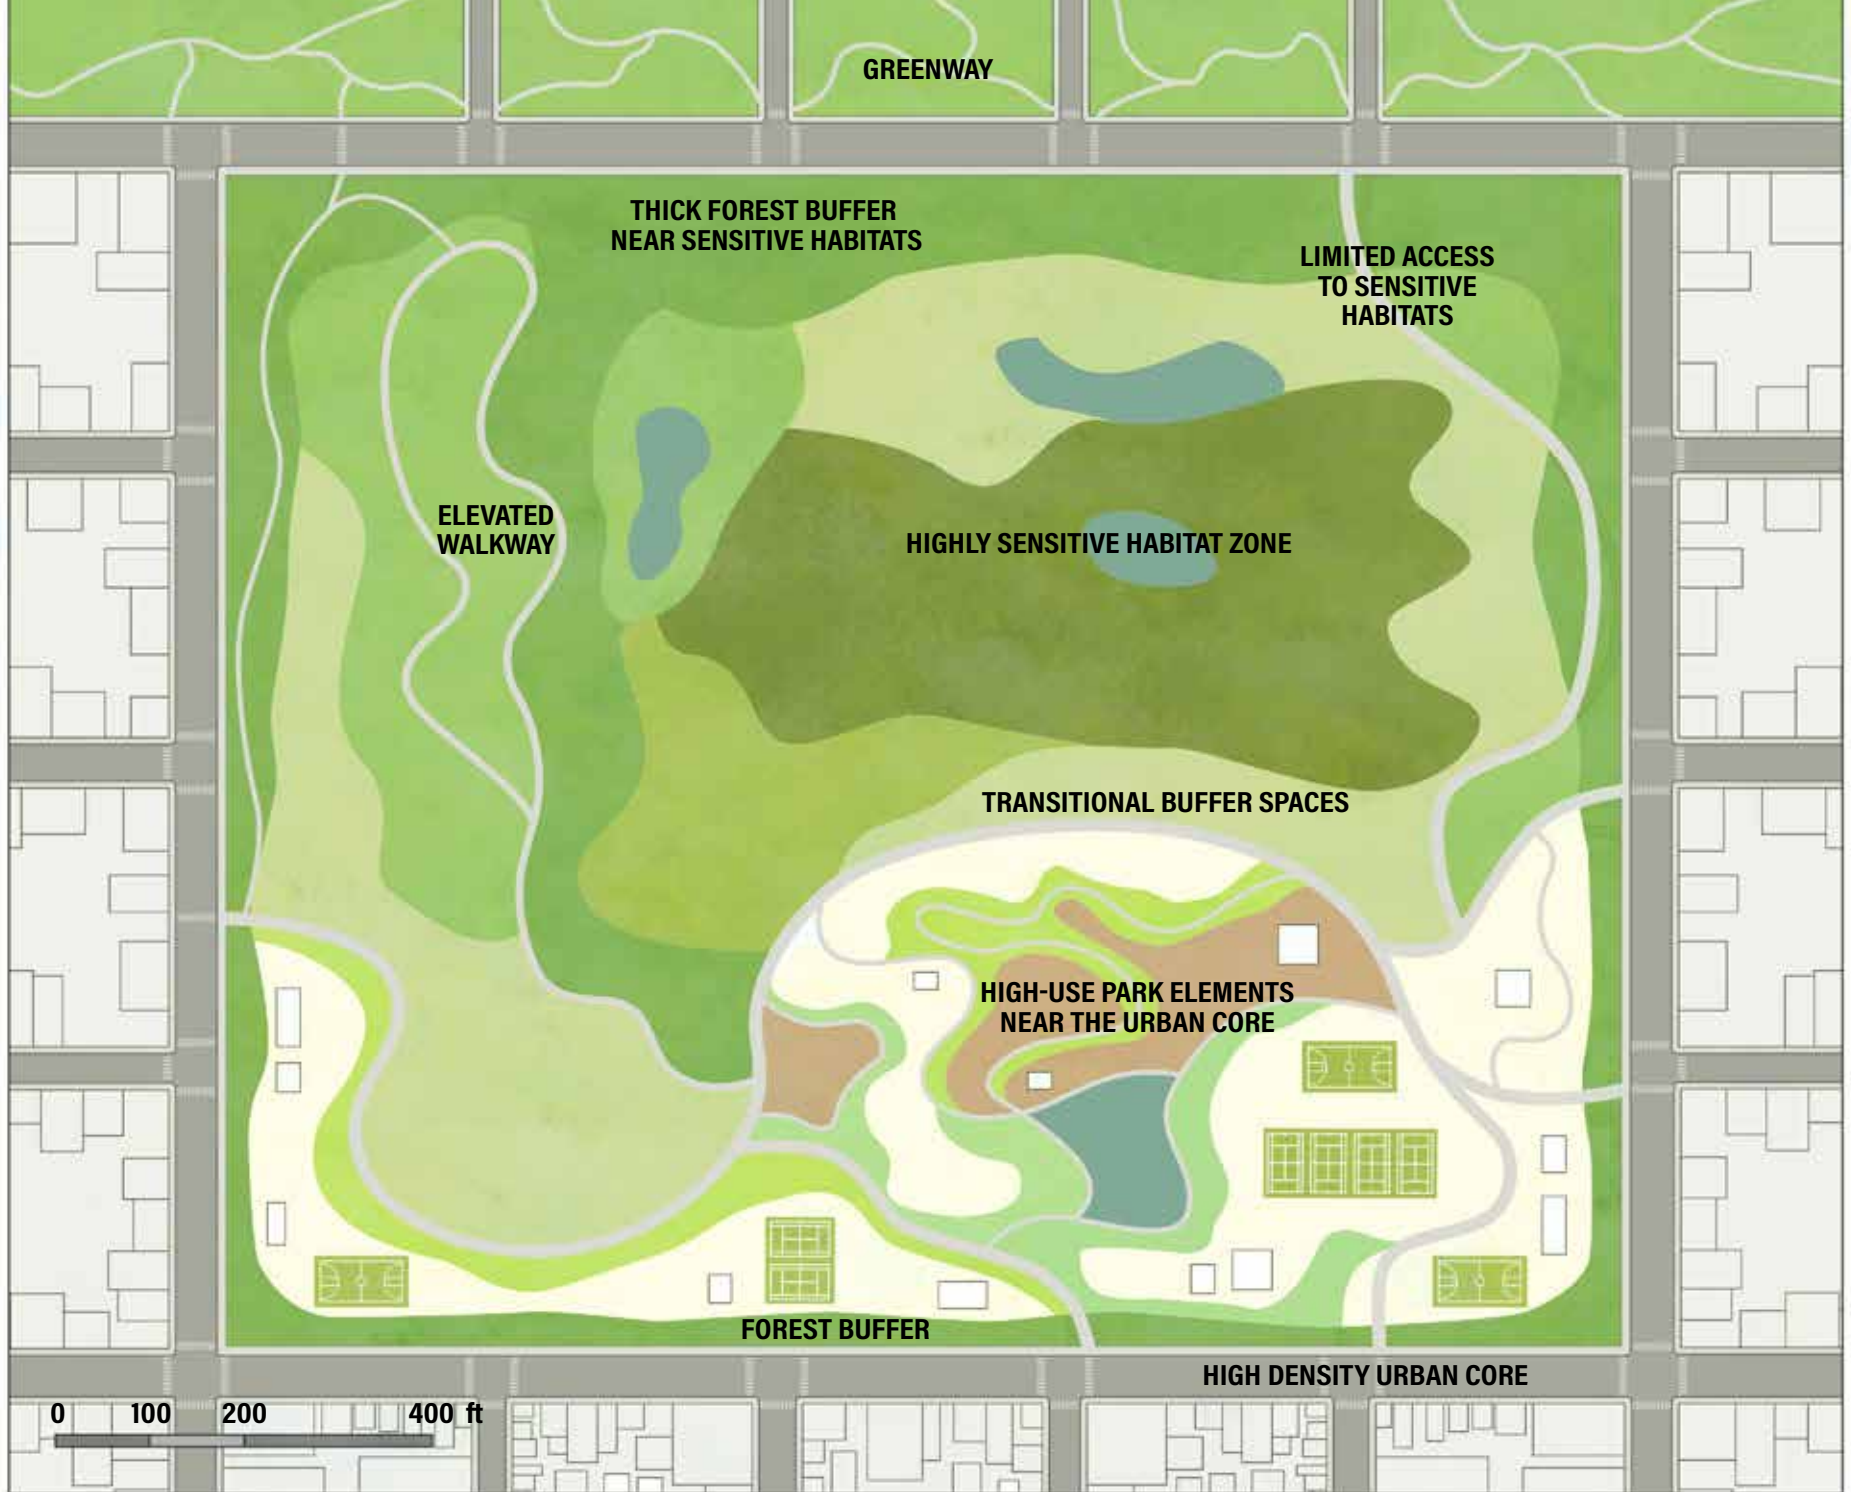 GREENWAY
THICK FOREST BUFFER
NEAR SENSITIVE HABITATS
LIMITED ACCESS
TO SENSITIVE
HABITATS
ELEVATED
WALKWAY
HIGHLY SENSITIVE HABITAT ZONE
TRANSITIONAL BUFFER SPACES
HIGH-USE PARK ELEMENTS
NEAR THE URBAN CORE
FOREST BUFFER
HIGH DENSITY URBAN CORE
0 100 200 400 ft